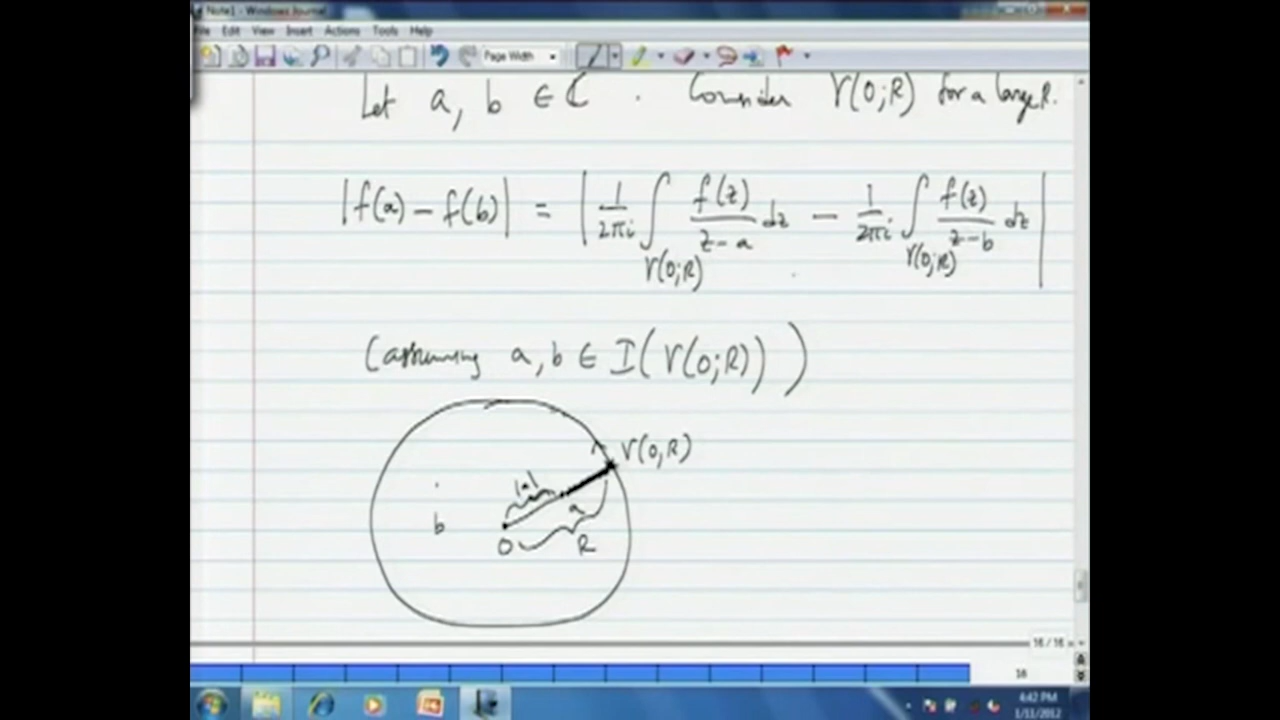 Note1 - Windows Journal
File Edit View Insert Actions Tools Help
Page Width
Let a, b ∈ ℂ . Consider γ(0;R) for a large R.
|f(a) – f(b)| = | 1/2πi ∫γ(0;R) f(z)/z–a dz – 1/2πi ∫γ(0;R) f(z)/z–b dz |
(assuming a, b ∈ I(γ(0;R)))
γ(0,R)
|a|
a
b
0
R
16/16
16
4:42 PM
1/11/2012